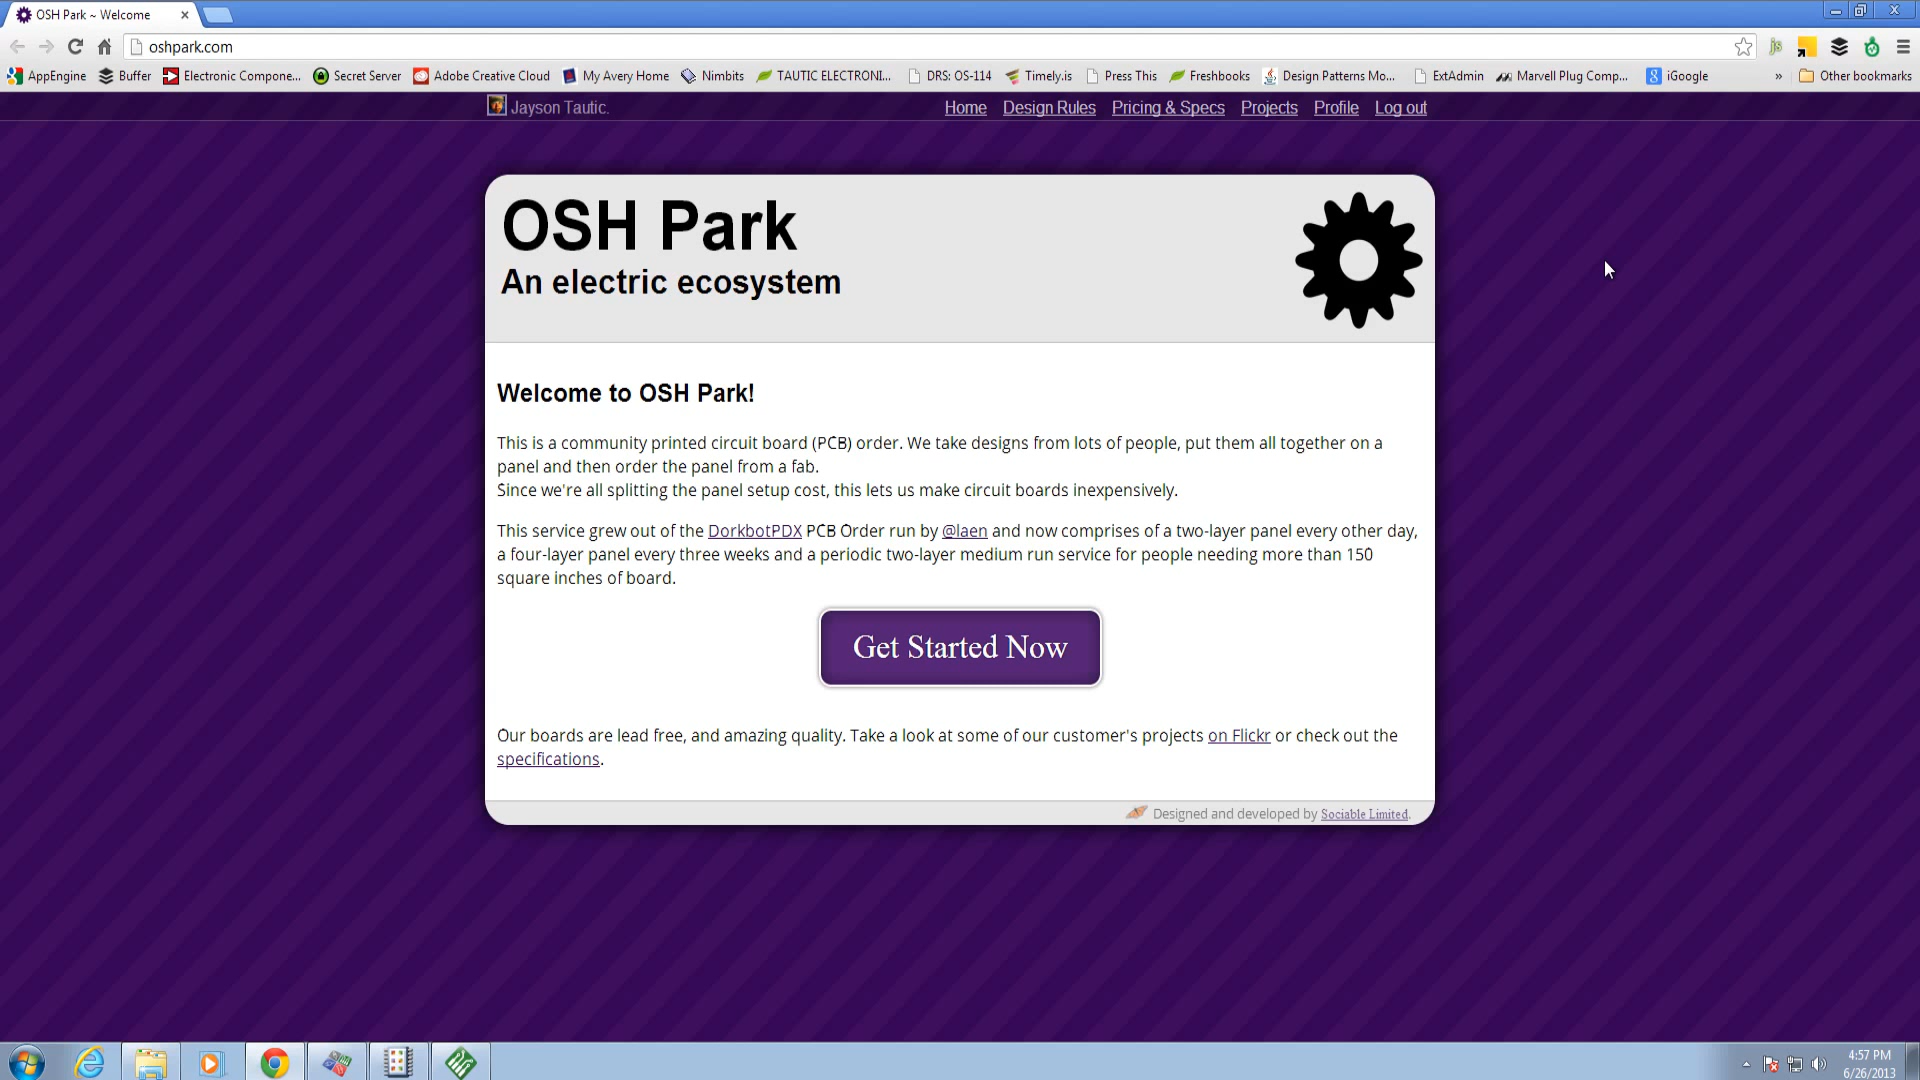 OSH Park ~ Welcome
oshpark.com
AppEngine Buffer Electronic Compone... Secret Server Adobe Creative Cloud My Avery Home Nimbits TAUTIC ELECTRONI... DRS: OS-114 Timely.is Press This Freshbooks Design Patterns Mo... ExtAdmin Marvell Plug Comp... iGoogle » Other bookmarks
Jayson Tautic. Home Design Rules Pricing & Specs Projects Profile Log out
OSH Park
An electric ecosystem
Welcome to OSH Park!
This is a community printed circuit board (PCB) order. We take designs from lots of people, put them all together on a
panel and then order the panel from a fab.
Since we're all splitting the panel setup cost, this lets us make circuit boards inexpensively.
This service grew out of the DorkbotPDX PCB Order run by @laen and now comprises of a two-layer panel every other day,
a four-layer panel every three weeks and a periodic two-layer medium run service for people needing more than 150
square inches of board.
Get Started Now
Our boards are lead free, and amazing quality. Take a look at some of our customer's projects on Flickr or check out the
specifications.
Designed and developed by Sociable Limited.
4:57 PM
6/26/2013